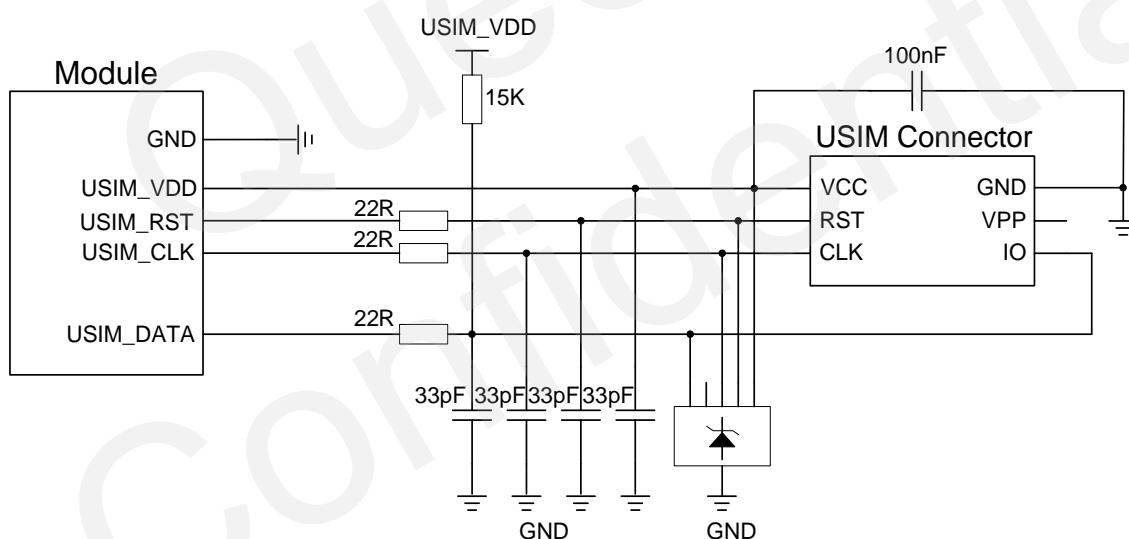 USIM_VDD
15K
100nF
Module
GND
USIM_VDD
USIM_RST
USIM_CLK
USIM_DATA
22R
22R
22R
USIM Connector
VCC
RST
CLK
GND
VPP
IO
33pF 33pF 33pF 33pF
GND
GND
Confidential